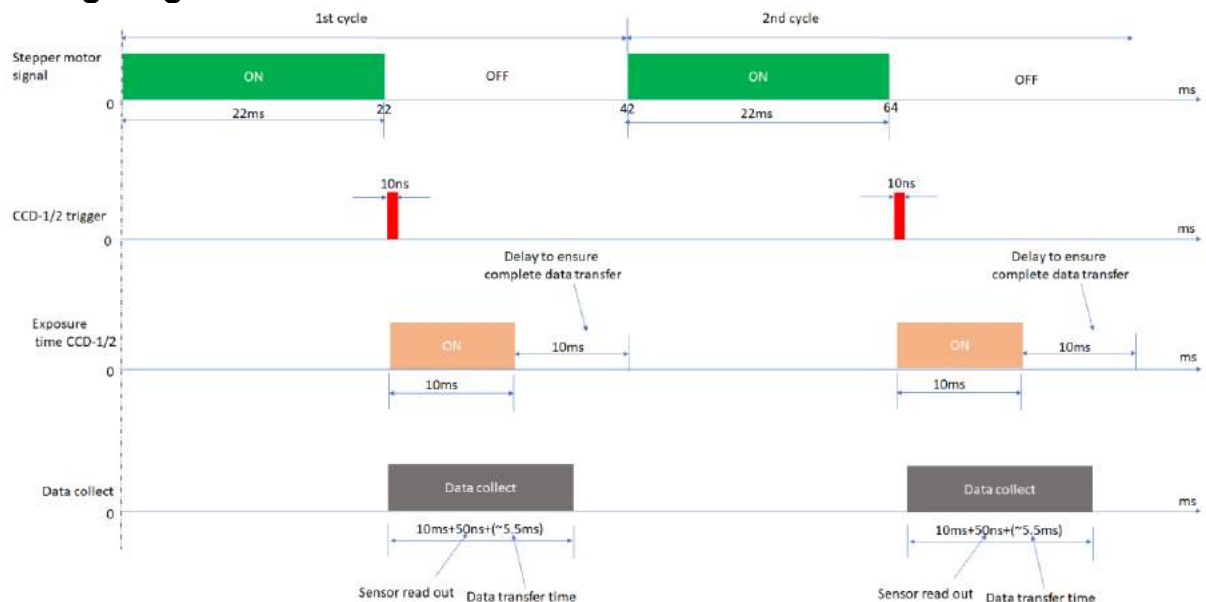 1st cycle
2nd cycle
Stepper motor
signal
ON
OFF
ON
OFF
ms
0
22
42
64
22ms
22ms
10ns
10ns
CCD-1/2 trigger
0
ms
Delay to ensure
complete data transfer
Delay to ensure
complete data transfer
Exposure
time CCD-1/2
ON
10ms
ON
10ms
ms
0
10ms
10ms
Data collect
Data collect
Data collect
ms
0
10ms+50ns+(~5.5ms)
10ms+50ns+(~5.5ms)
Sensor read out
Data transfer time
Sensor read out
Data transfer time